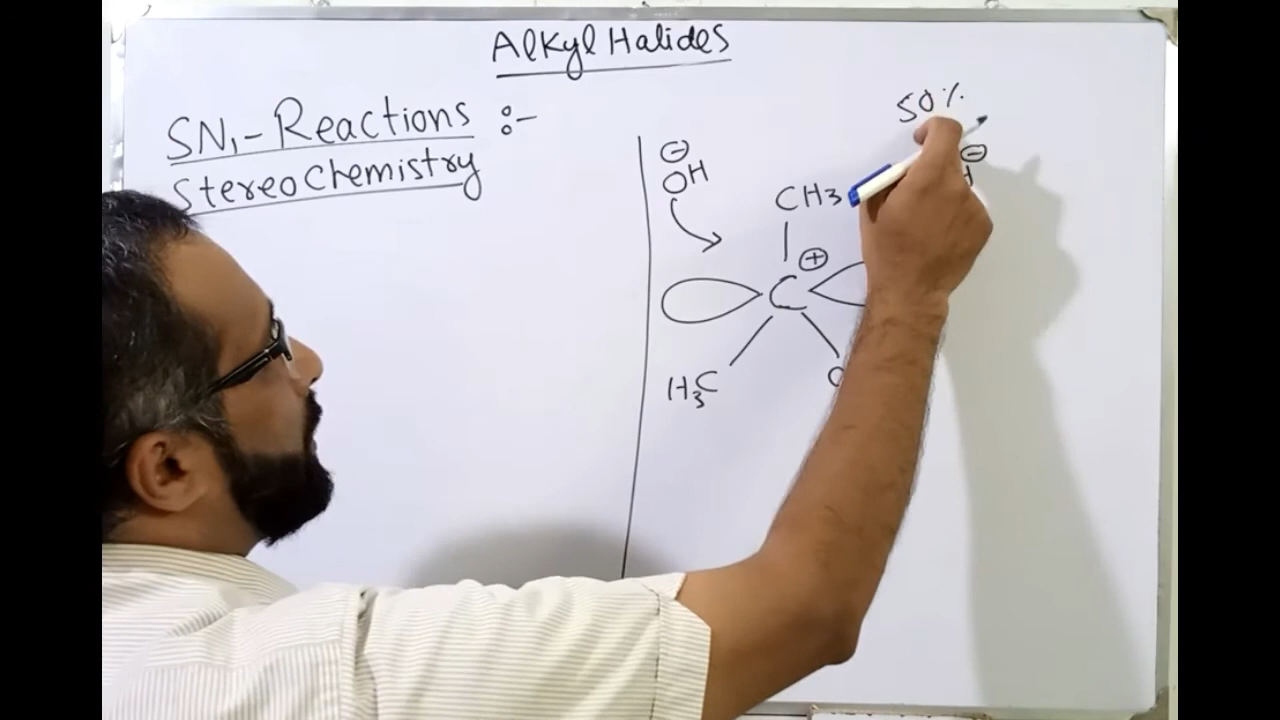 Alkyl Halides
SN1-Reactions :-
StereoChemistry
50%
⊖
OH
⊖
H
CH3
⊕
C
H3C